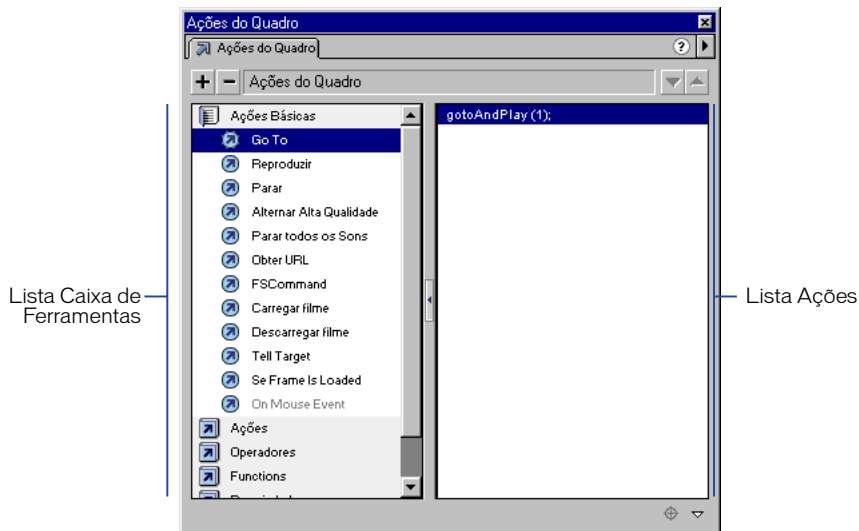 Ações do Quadro
Ações do Quadro
Ações do Quadro
Ações Básicas
Go To
Reproduzir
Parar
Alternar Alta Qualidade
Parar todos os Sons
Obter URL
FSCommand
Carregar filme
Descarregar filme
Tell Target
Se Frame Is Loaded
On Mouse Event
Ações
Operadores
Functions
gotoAndPlay (1);
Lista Caixa de
Ferramentas
Lista Ações